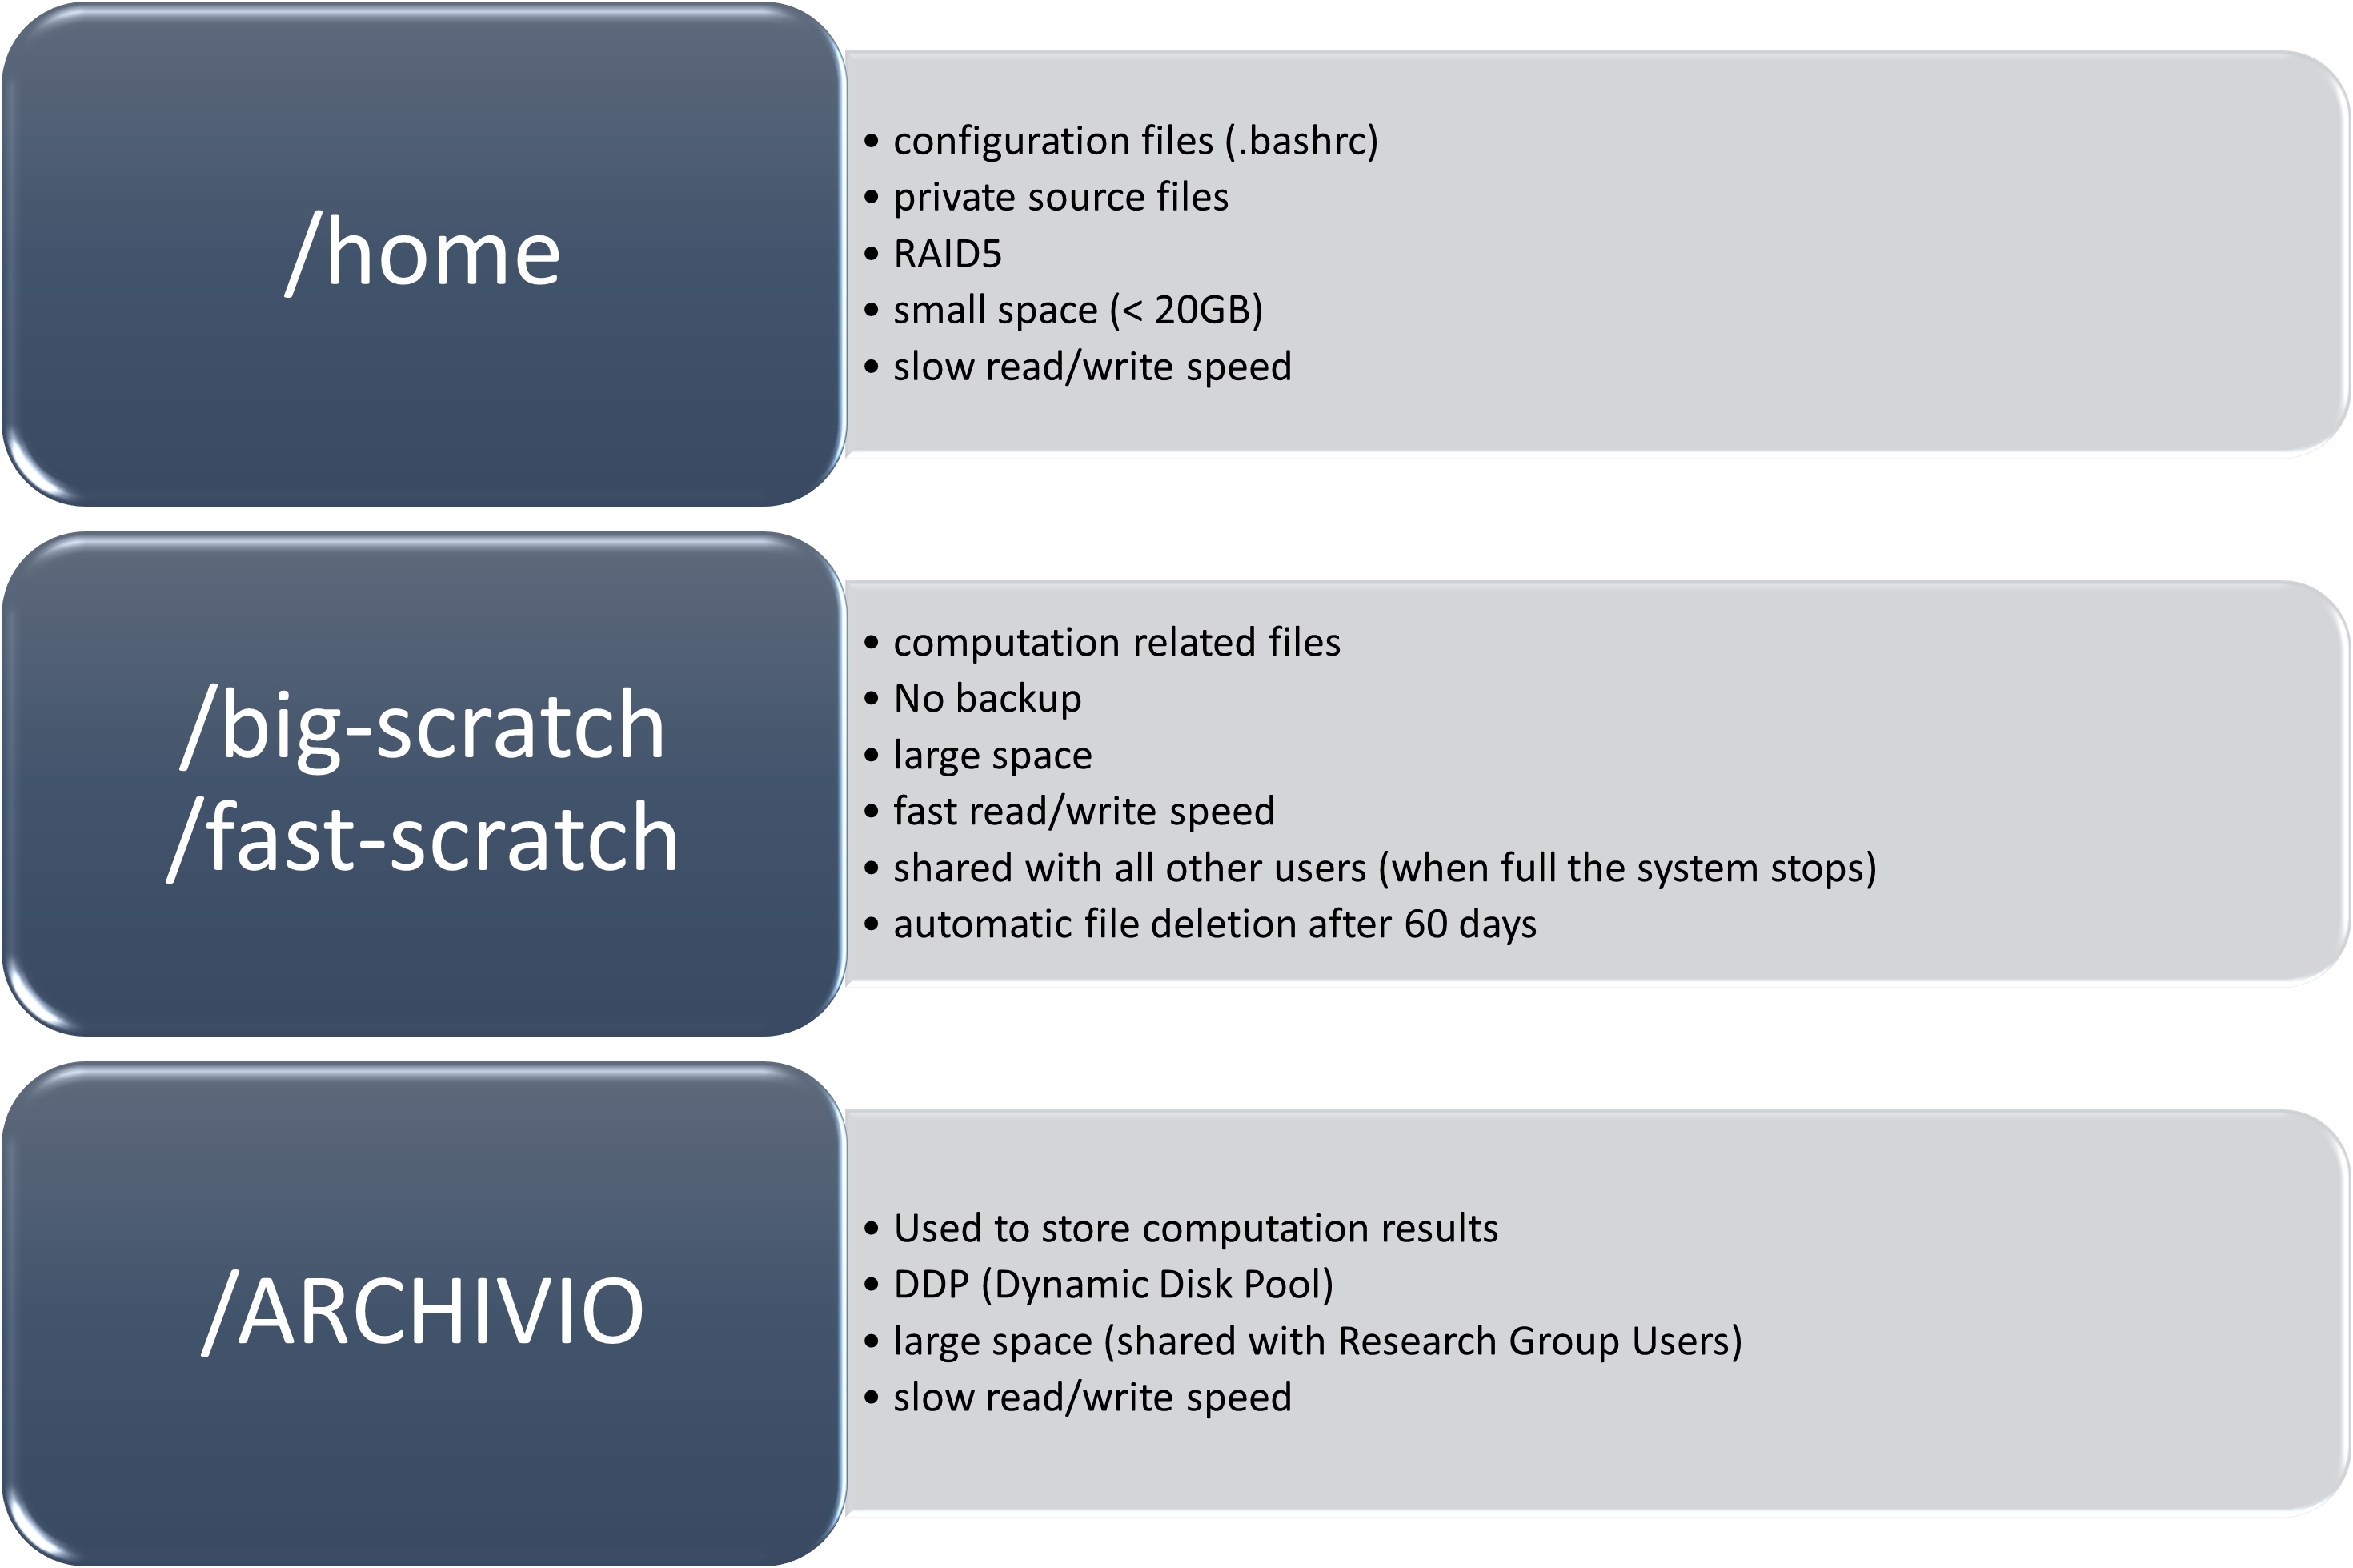 /home
• configuration files (.bashrc)
• private source files
• RAID5
• small space (< 20GB)
• slow read/write speed
/big-scratch
/fast-scratch
• computation related files
• No backup
• large space
• fast read/write speed
• shared with all other users (when full the system stops)
• automatic file deletion after 60 days
/ARCHIVIO
• Used to store computation results
• DDP (Dynamic Disk Pool)
• large space (shared with Research Group Users)
• slow read/write speed